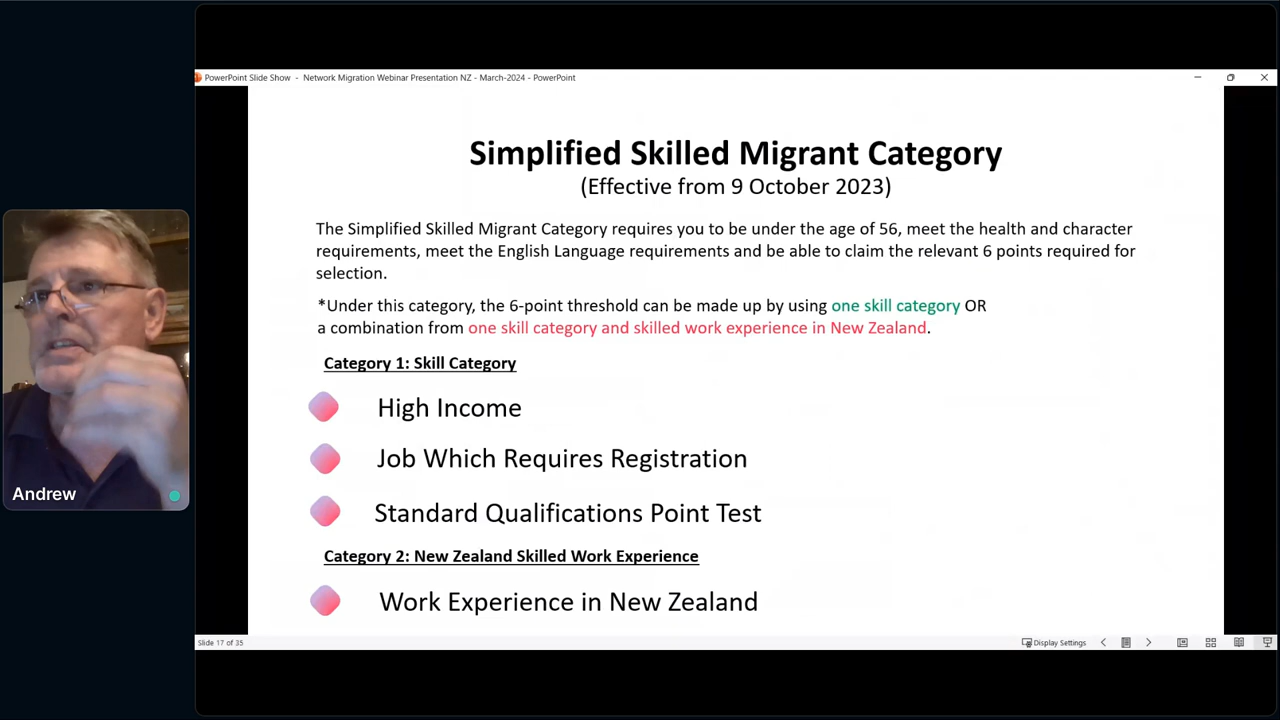 PowerPoint Slide Show - Network Migration Webinar Presentation NZ - March-2024 - PowerPoint
Simplified Skilled Migrant Category
(Effective from 9 October 2023)
The Simplified Skilled Migrant Category requires you to be under the age of 56, meet the health and character
requirements, meet the English Language requirements and be able to claim the relevant 6 points required for
selection.
*Under this category, the 6-point threshold can be made up by using one skill category OR
a combination from one skill category and skilled work experience in New Zealand.
Category 1: Skill Category
High Income
Job Which Requires Registration
Standard Qualifications Point Test
Category 2: New Zealand Skilled Work Experience
Work Experience in New Zealand
Andrew
Slide 17 of 35
Display Settings